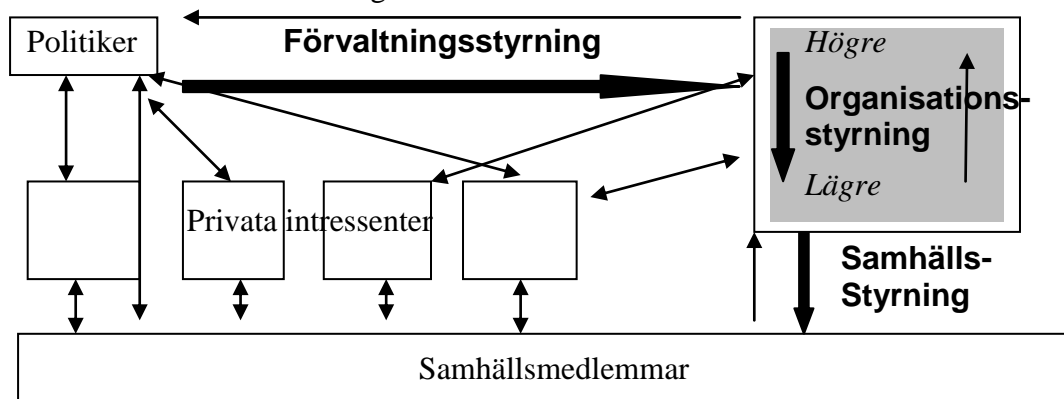 Politiker
Förvaltningsstyrning
Högre
Organisations-
styrning
Lägre
Privata intressenter
Samhälls-
Styrning
Samhällsmedlemmar